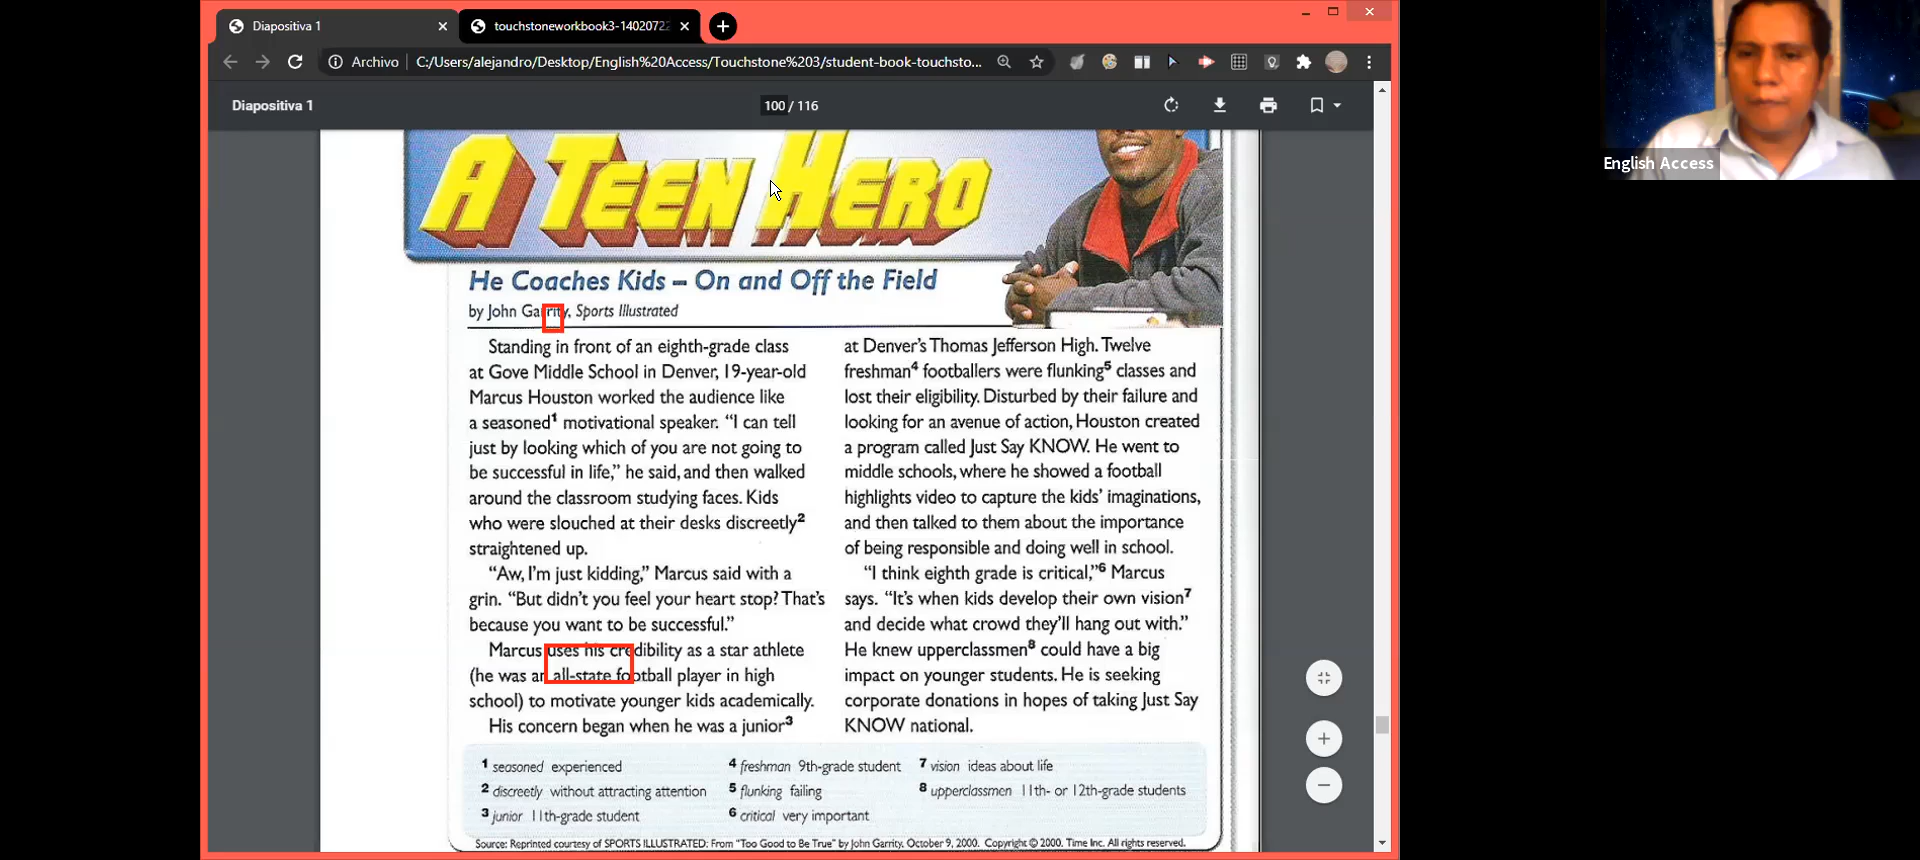 Diapositiva 1
touchstoneworkbook3-14020722
Archivo
C:/Users/alejandro/Desktop/English%20Access/Touchstone%203/student-book-touchsto...
Diapositiva 1
100 / 116
English Access
A TEEN HERO
He Coaches Kids – On and Off the Field
by John Garrity, Sports Illustrated
Standing in front of an eighth-grade class
at Gove Middle School in Denver, 19-year-old
Marcus Houston worked the audience like
a seasoned1 motivational speaker. “I can tell
just by looking which of you are not going to
be successful in life,” he said, and then walked
around the classroom studying faces. Kids
who were slouched at their desks discreetly2
straightened up.
“Aw, I’m just kidding,” Marcus said with a
grin. “But didn’t you feel your heart stop? That’s
because you want to be successful.”
Marcus uses his credibility as a star athlete
(he was an all-state football player in high
school) to motivate younger kids academically.
His concern began when he was a junior3
at Denver’s Thomas Jefferson High. Twelve
freshman4 footballers were flunking5 classes and
lost their eligibility. Disturbed by their failure and
looking for an avenue of action, Houston created
a program called Just Say KNOW. He went to
middle schools, where he showed a football
highlights video to capture the kids’ imaginations,
and then talked to them about the importance
of being responsible and doing well in school.
“I think eighth grade is critical,”6 Marcus
says. “It’s when kids develop their own vision7
and decide what crowd they’ll hang out with.”
He knew upperclassmen8 could have a big
impact on younger students. He is seeking
corporate donations in hopes of taking Just Say
KNOW national.
1 seasoned experienced
2 discreetly without attracting attention
3 junior 11th-grade student
4 freshman 9th-grade student
5 flunking failing
6 critical very important
7 vision ideas about life
8 upperclassmen 11th- or 12th-grade students
Source: Reprinted courtesy of SPORTS ILLUSTRATED: From “Too Good to Be True” by John Garrity, October 9, 2000. Copyright © 2000. Time Inc. All rights reserved.